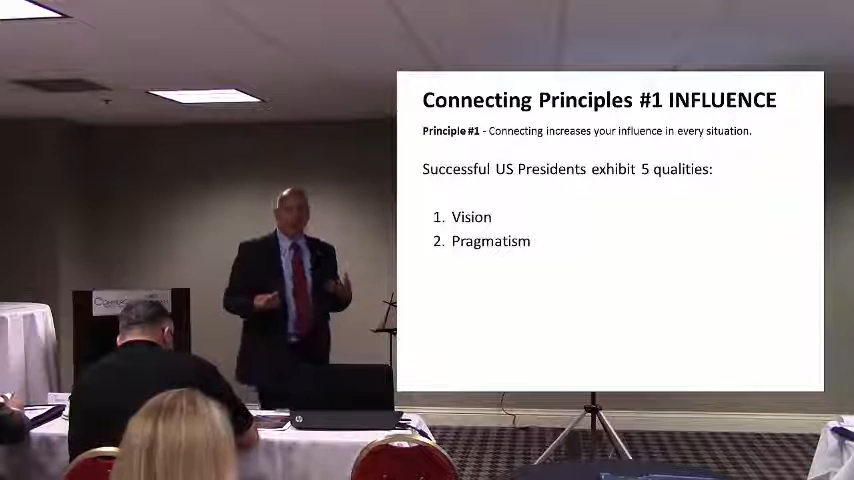 Connecting Principles #1 INFLUENCE
Principle #1 - Connecting increases your influence in every situation.
Successful US Presidents exhibit 5 qualities:
1. Vision
2. Pragmatism
hp